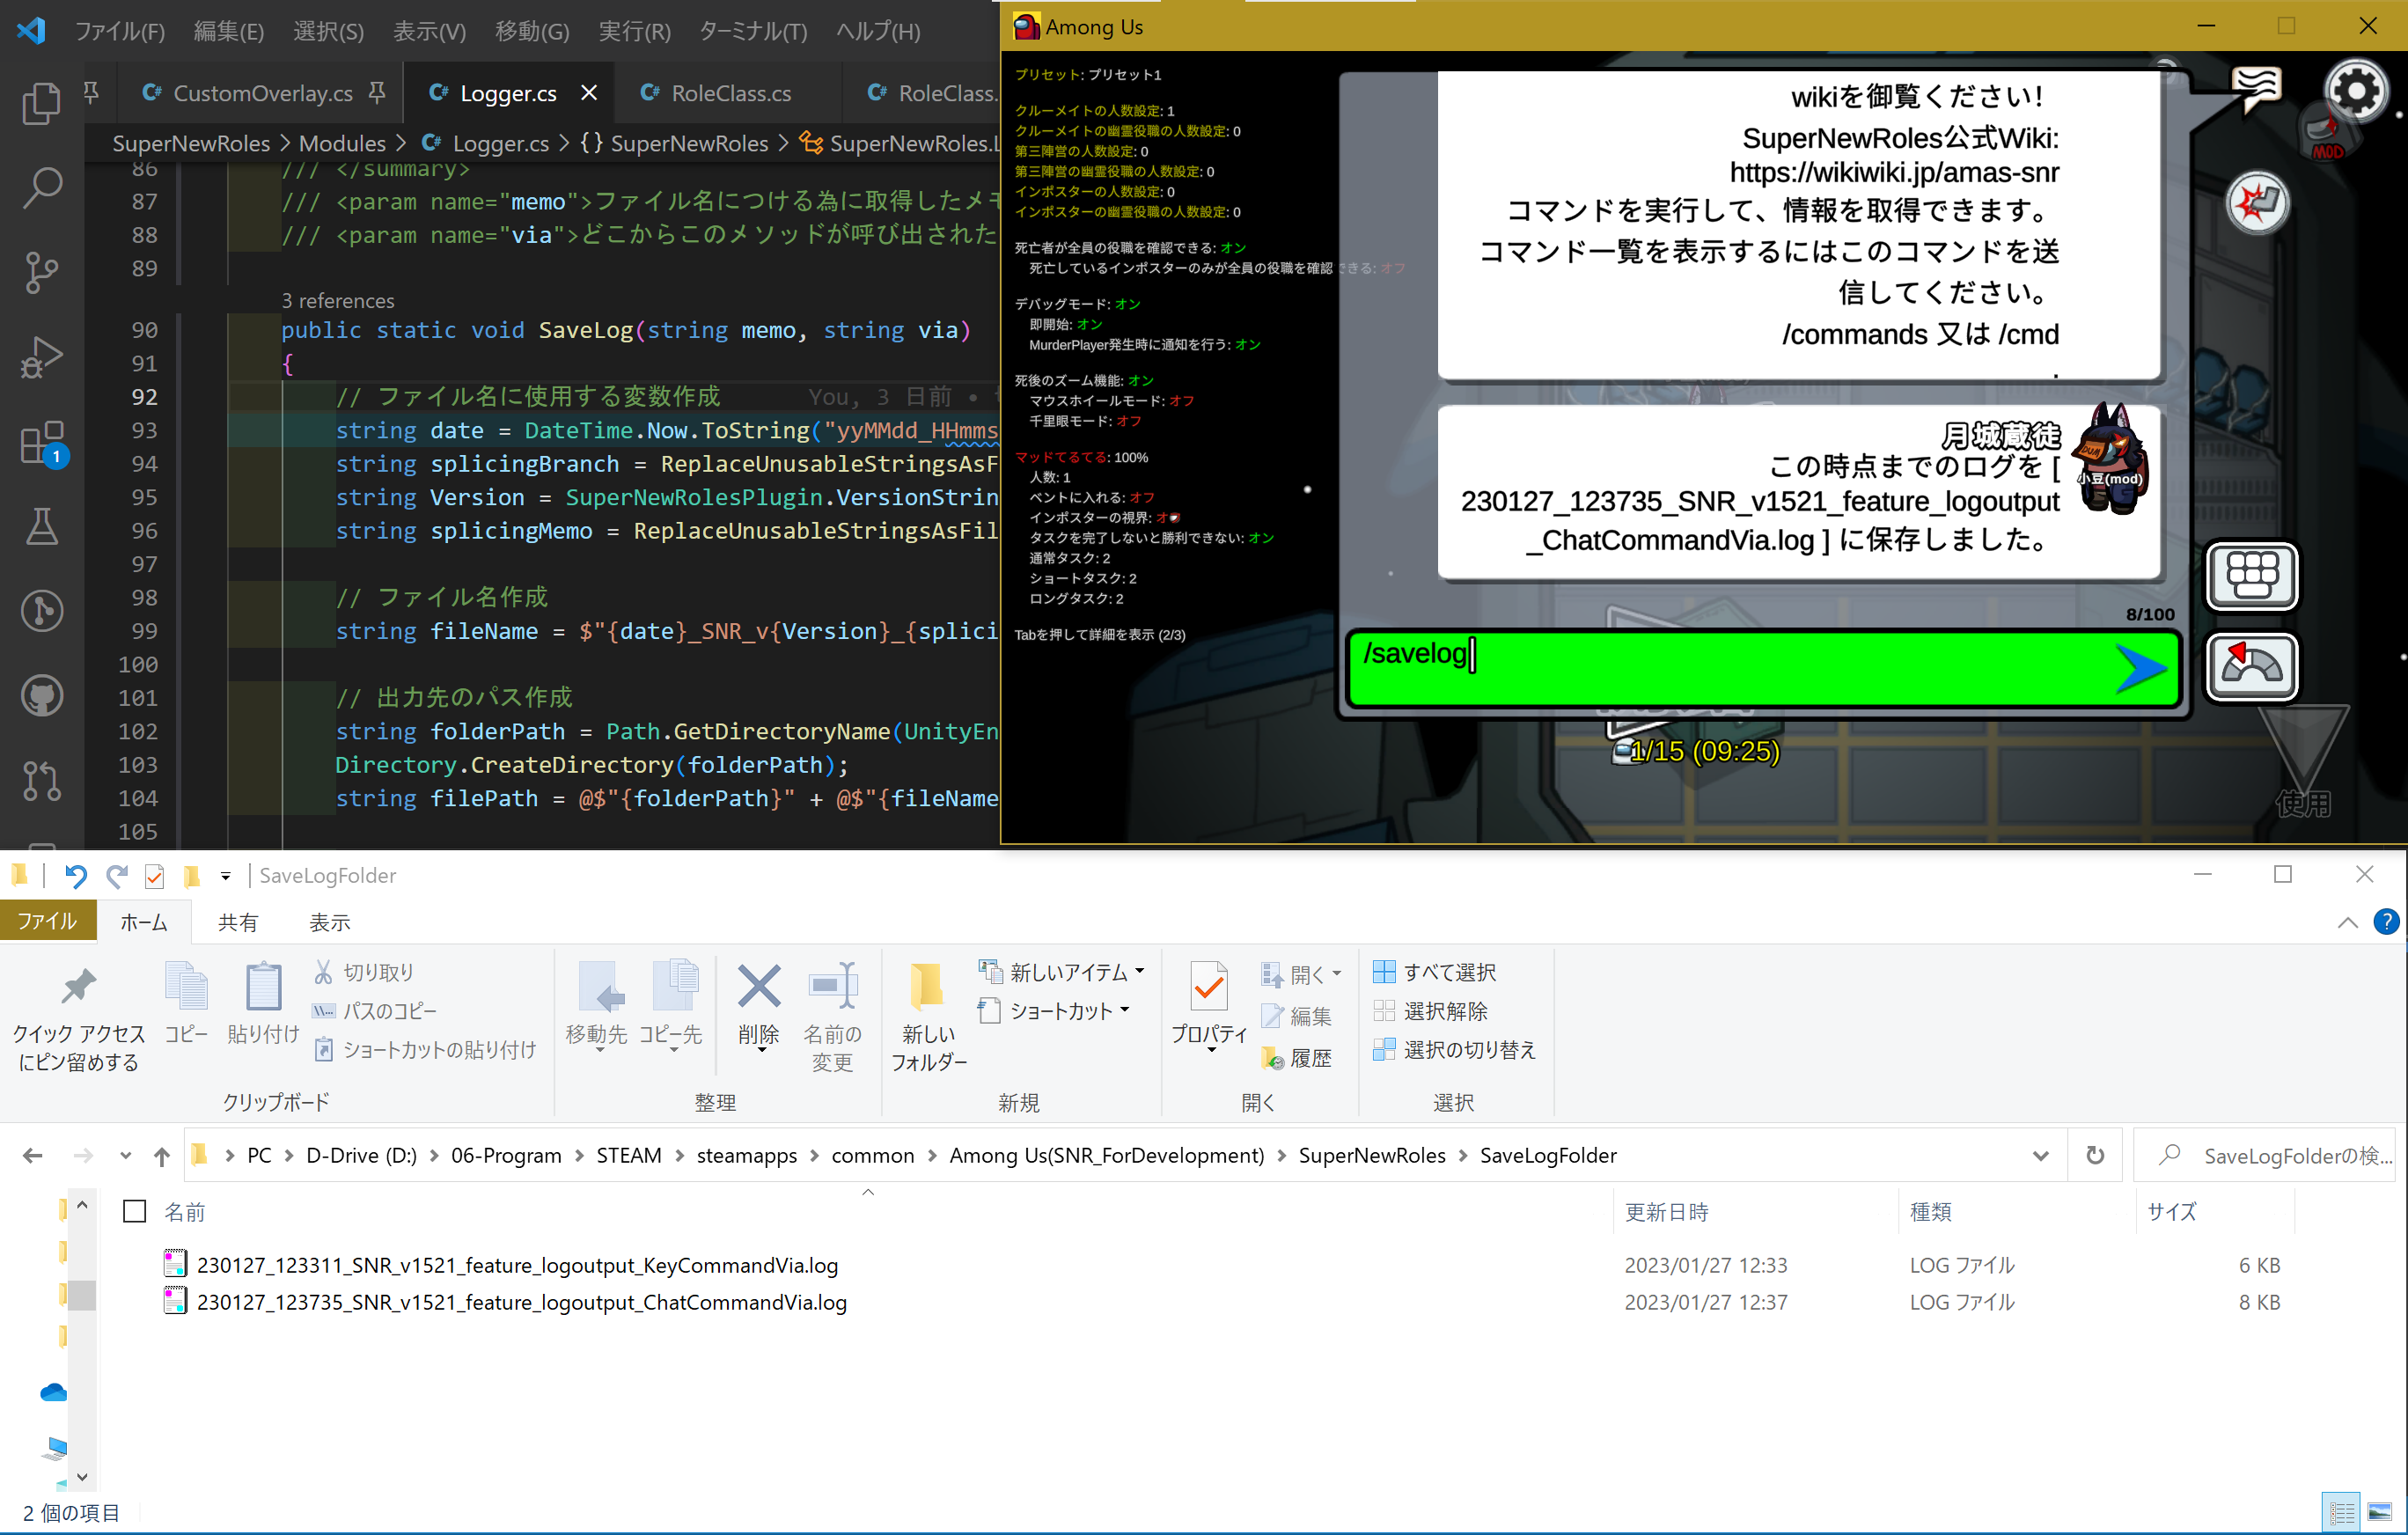 ファイル(F) 編集(E) 選択(S) 表示(V) 移動(G) 実行(R) ターミナル(T) ヘルプ(H)
CustomOverlay.cs Logger.cs RoleClass.cs RoleClass.
SuperNewRoles > Modules > Logger.cs > {} SuperNewRoles > SuperNewRoles.L
86 /// </summary>
87 /// <param name="memo">ファイル名につける為に取得したメモ
88 /// <param name="via">どこからこのメソッドが呼び出された
89
3 references
90 public static void SaveLog(string memo, string via)
91 {
92 // ファイル名に使用する変数作成 You, 3 日前 •
93 string date = DateTime.Now.ToString("yyMMdd_HHmms
94 string splicingBranch = ReplaceUnusableStringsAsF
95 string Version = SuperNewRolesPlugin.VersionStrin
96 string splicingMemo = ReplaceUnusableStringsAsFil
97
98 // ファイル名作成
99 string fileName = $"{date}_SNR_v{Version}_{splici
100
101 // 出力先のパス作成
102 string folderPath = Path.GetDirectoryName(UnityEn
103 Directory.CreateDirectory(folderPath);
104 string filePath = @$"{folderPath}" + @$"{fileName
105
1
Among Us
プリセット: プリセット1
クルーメイトの人数設定: 1
クルーメイトの幽霊役職の人数設定: 0
第三陣営の人数設定: 0
第三陣営の幽霊役職の人数設定: 0
インポスターの人数設定: 0
インポスターの幽霊役職の人数設定: 0
死亡者が全員の役職を確認できる: オン
死亡しているインポスターのみが全員の役職を確認できる: オフ
デバッグモード: オン
即開始: オン
MurderPlayer発生時に通知を行う: オン
死後のズーム機能: オン
マウスホイールモード: オフ
千里眼モード: オフ
マッドてるてる: 100%
人数: 1
ベントに入れる: オフ
インポスターの視界: オ
タスクを完了しないと勝利できない: オン
通常タスク: 2
ショートタスク: 2
ロングタスク: 2
Tabを押して詳細を表示 (2/3)
wikiを御覧ください!
SuperNewRoles公式Wiki:
https://wikiwiki.jp/amas-snr
コマンドを実行して、情報を取得できます。
コマンド一覧を表示するにはこのコマンドを送
信してください。
/commands 又は /cmd
.
月城蔵徒
この時点までのログを [
230127_123735_SNR_v1521_feature_logoutput
_ChatCommandVia.log ] に保存しました。
小豆(mod)
8/100
/savelog
1/15 (09:25)
MOD
使用
SaveLogFolder
ファイル ホーム 共有 表示
クイック アクセス
にピン留めする
コピー
貼り付け
切り取り
パスのコピー
ショートカットの貼り付け
クリップボード
移動先
コピー先
削除
名前の
変更
整理
新しい
フォルダー
新しいアイテム
ショートカット
新規
プロパティ
開く
編集
履歴
開く
すべて選択
選択解除
選択の切り替え
選択
PC > D-Drive (D:) > 06-Program > STEAM > steamapps > common > Among Us(SNR_ForDevelopment) > SuperNewRoles > SaveLogFolder
SaveLogFolderの検...
名前 更新日時 種類 サイズ
230127_123311_SNR_v1521_feature_logoutput_KeyCommandVia.log 2023/01/27 12:33 LOG ファイル 6 KB
230127_123735_SNR_v1521_feature_logoutput_ChatCommandVia.log 2023/01/27 12:37 LOG ファイル 8 KB
2 個の項目